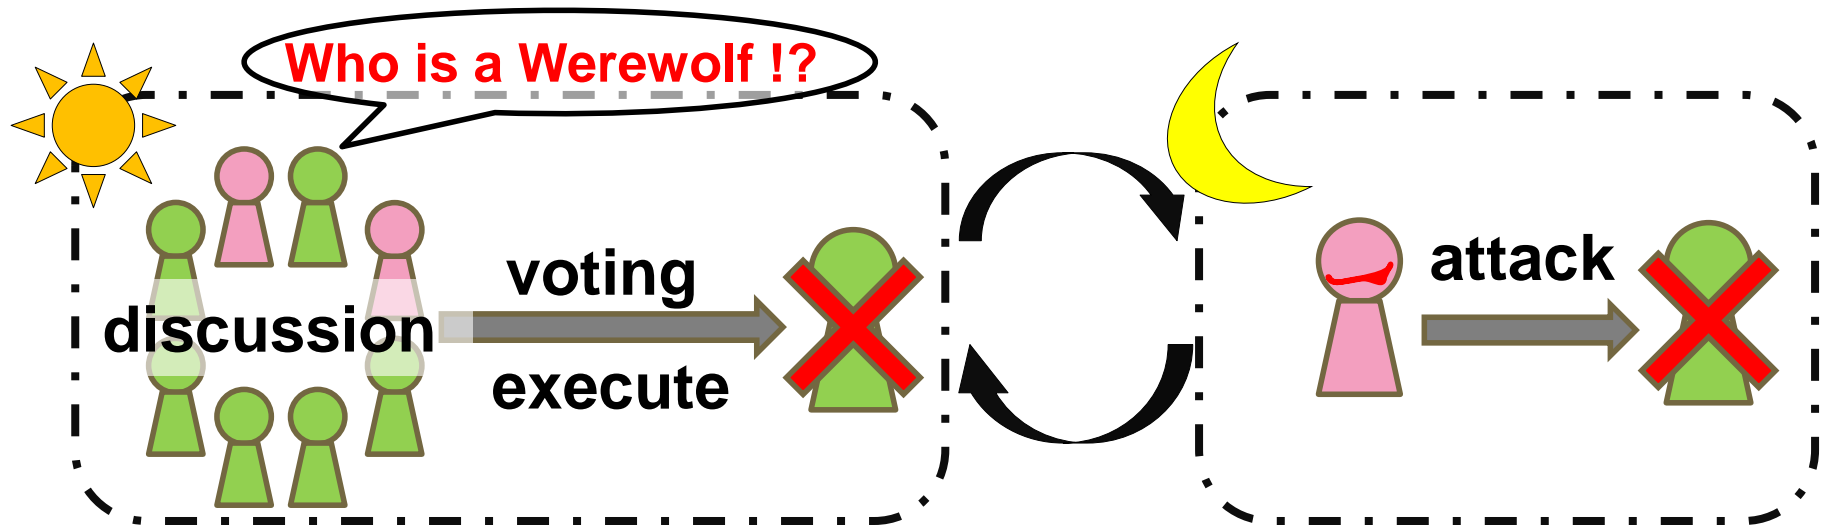 Who is a Werewolf !?
discussion
voting
execute
attack